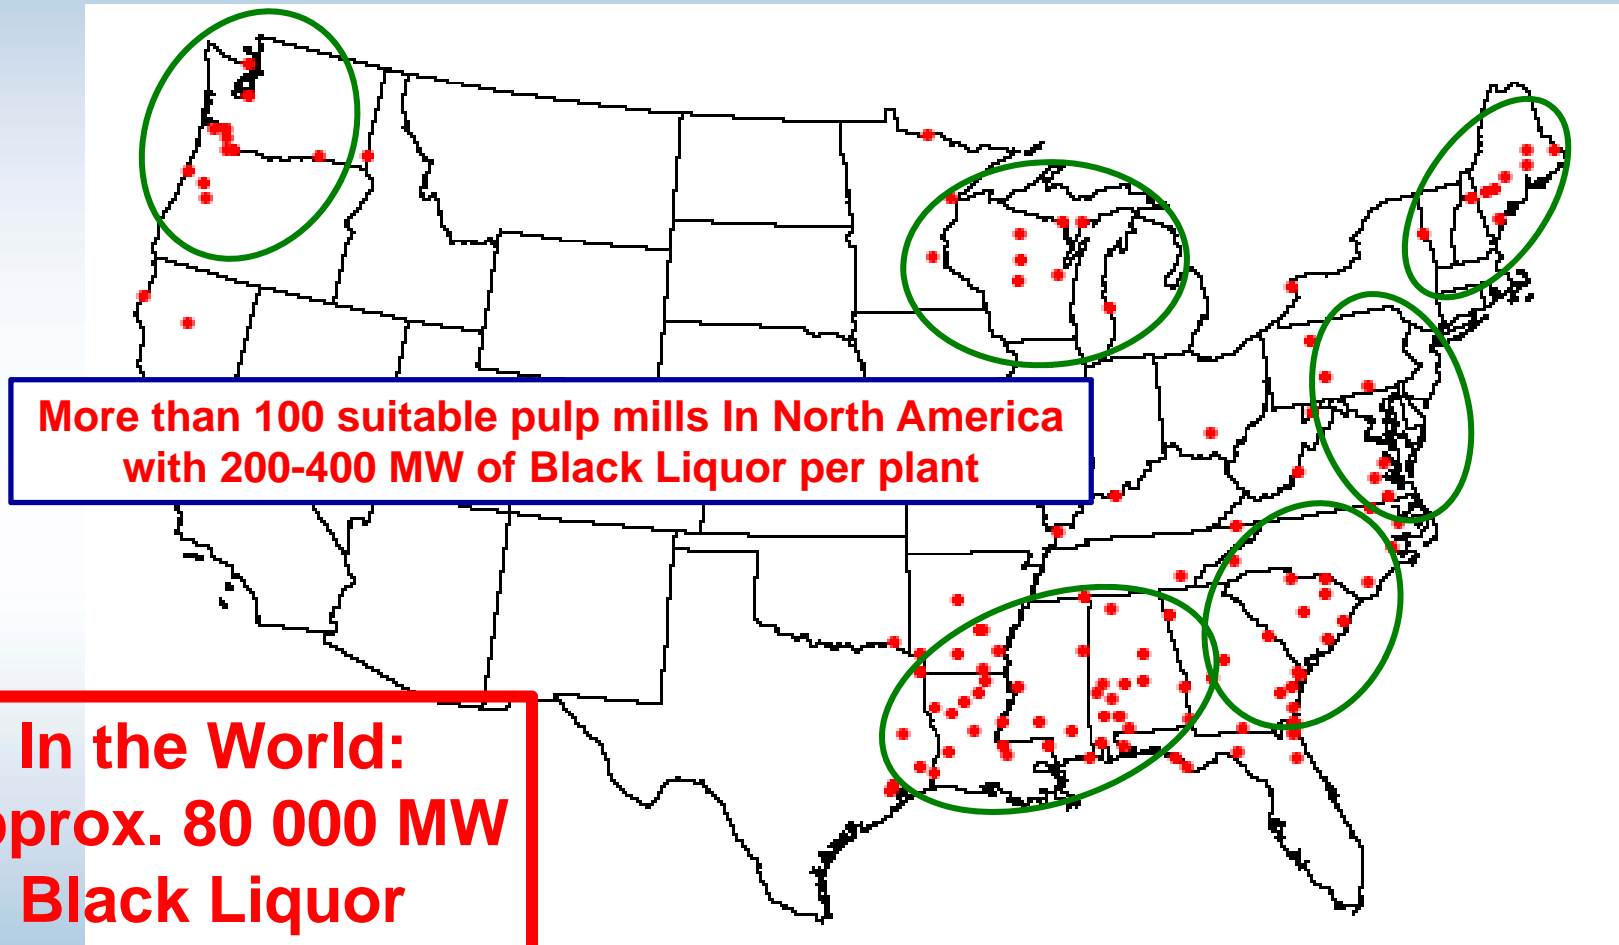 More than 100 suitable pulp mills In North America
with 200-400 MW of Black Liquor per plant
In the World:
pprox. 80 000 MW
Black Liquor